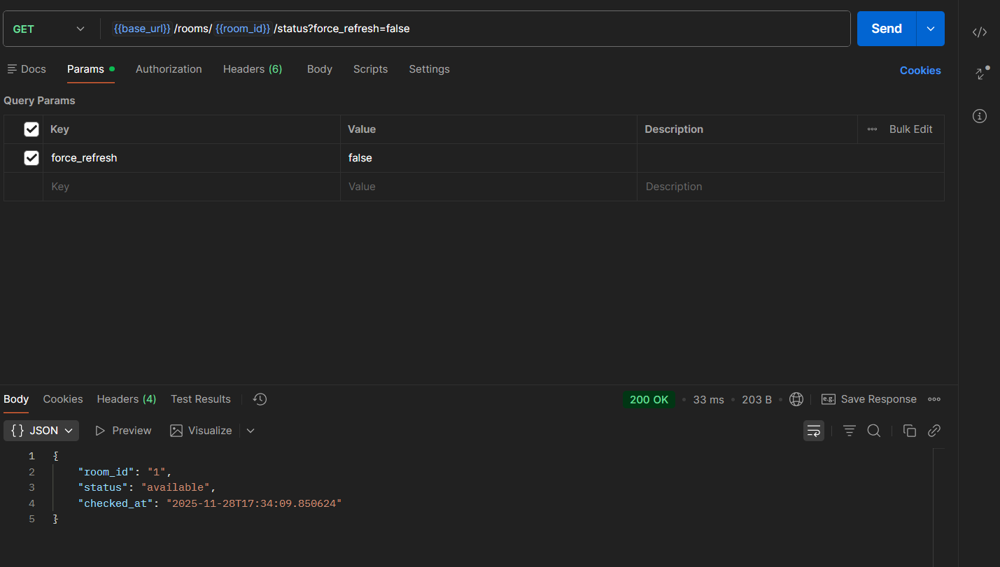 GET {{base_url}}/rooms/{{room_id}}/status?force_refresh=false Send
Docs Params Authorization Headers (6) Body Scripts Settings Cookies
Query Params
Key Value Description Bulk Edit
force_refresh false
Key Value Description
Body Cookies Headers (4) Test Results 200 OK 33 ms 203 B e.g. Save Response
{} JSON Preview Visualize
1 {
2 "room_id": "1",
3 "status": "available",
4 "checked_at": "2025-11-28T17:34:09.850624"
5 }